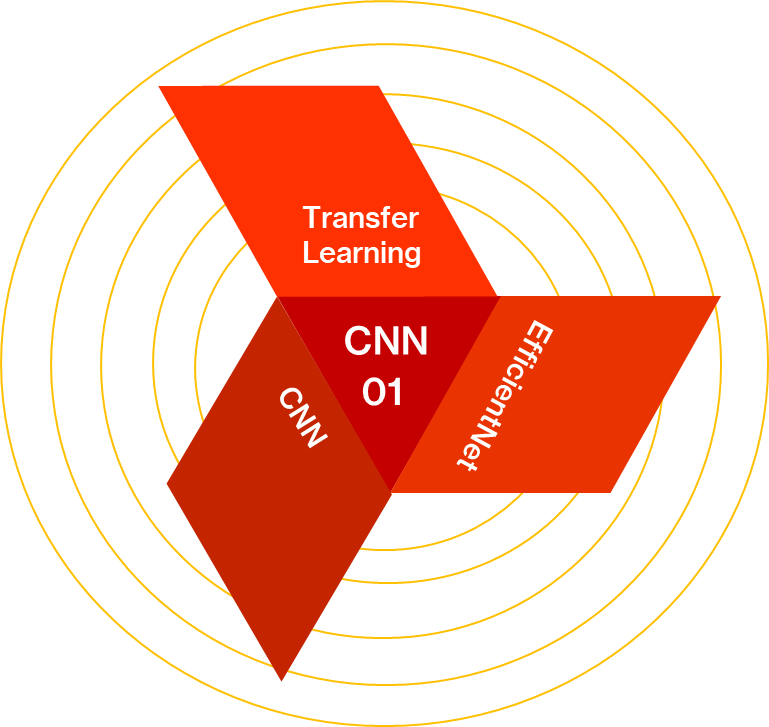 Transfer
Learning
CNN
01
EfficientNet
CNN